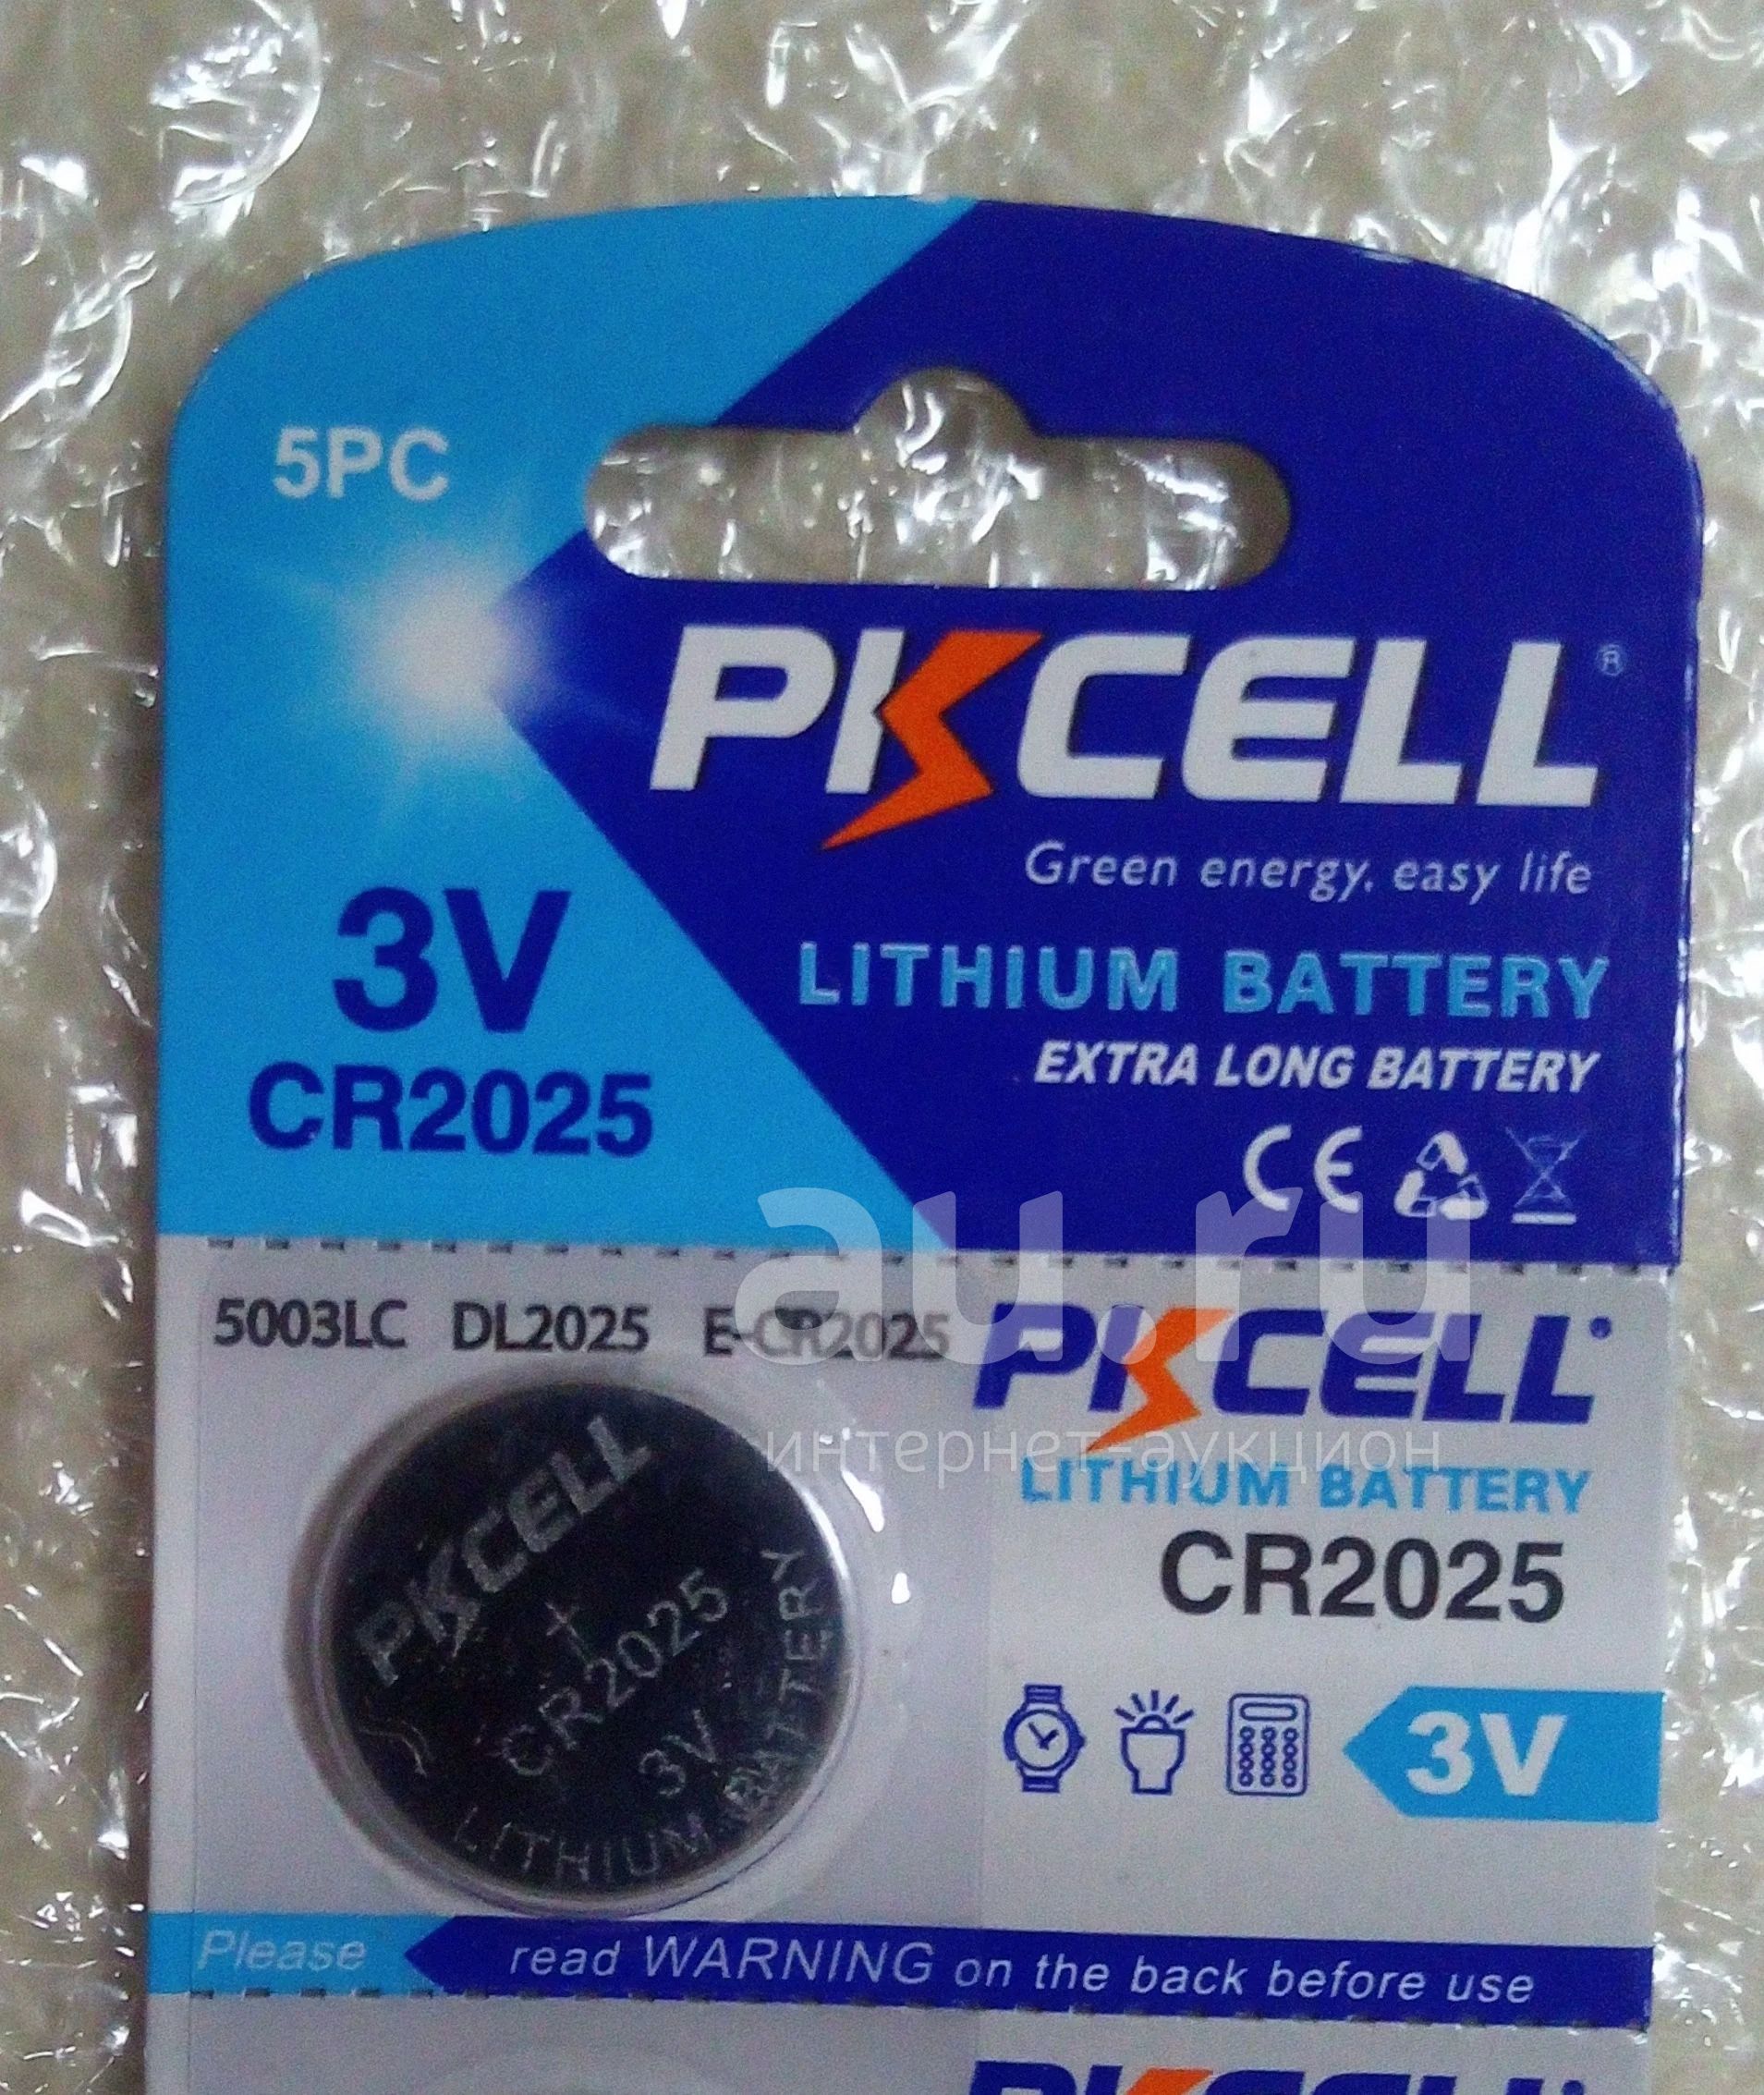 5PC
PKCELL®
Green energy, easy life
3V
CR2025
LITHIUM BATTERY
EXTRA LONG BATTERY
CE
au.ru
интернет-аукцион
5003LC DL2025 E-CR2025
PKCELL
LITHIUM BATTERY
CR2025
3V
PKCELL
+
CR2025
3V
LITHIUM BATTERY
Please read WARNING on the back before use
PKCELL